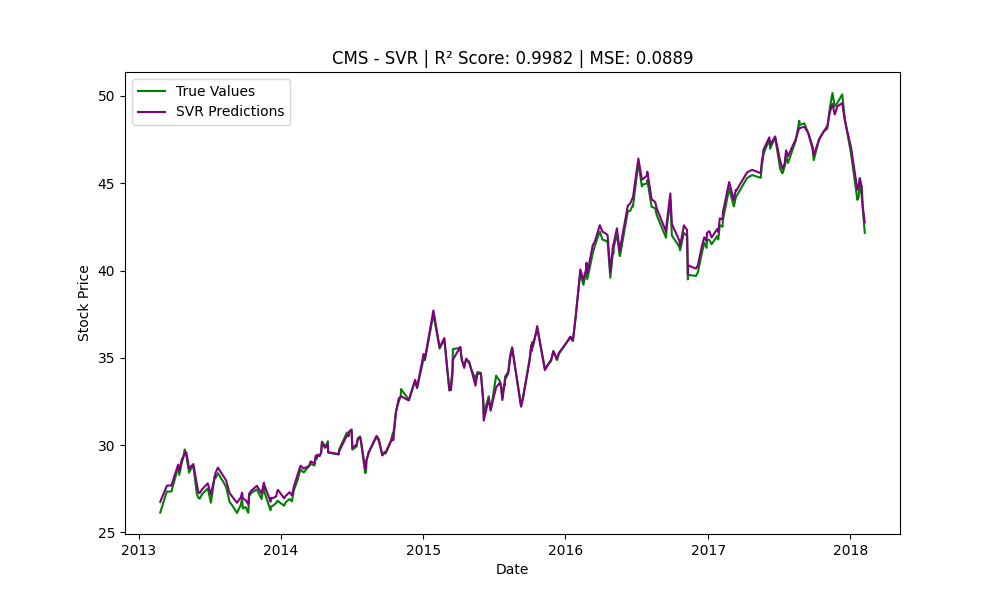 CMS - SVR | R² Score: 0.9982 | MSE: 0.0889
True Values
SVR Predictions
Stock Price
50
45
40
35
30
25
2013 2014 2015 2016 2017 2018
Date